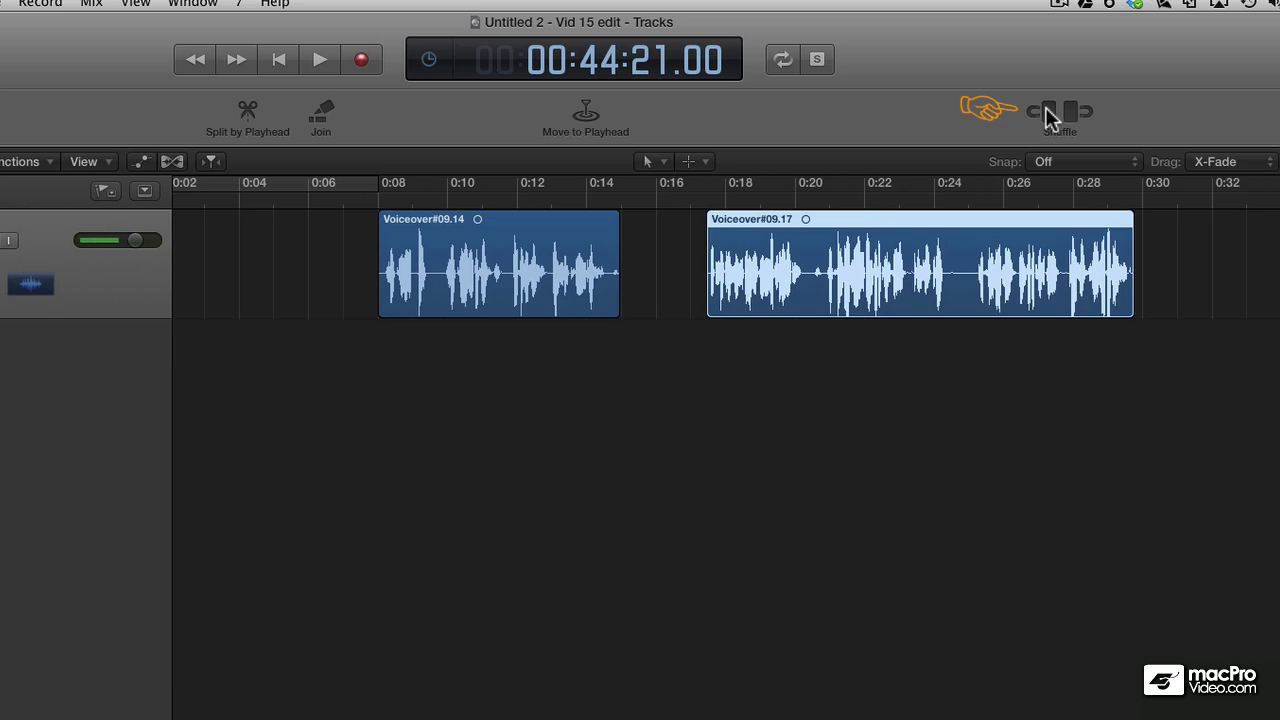 Record Mix View Window ? Help
Untitled 2 - Vid 15 edit - Tracks
00:00:44:21.00
S
Split by Playhead Join Move to Playhead Shuffle
nctions View Snap: Off Drag: X-Fade
0:02 0:04 0:06 0:08 0:10 0:12 0:14 0:16 0:18 0:20 0:22 0:24 0:26 0:28 0:30 0:32
Voiceover#09.14 Voiceover#09.17
I
macPro
Video.com